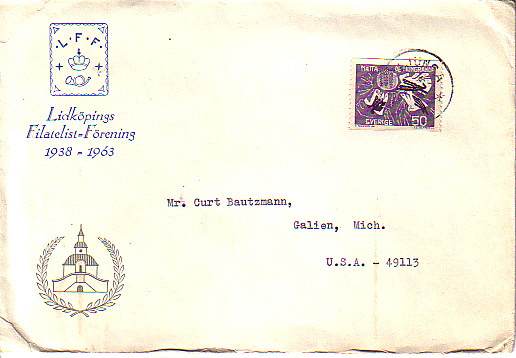 L. F. F.
Lidköpings
Filatelist-Förening
1938 - 1963
SVERIGE 50
Mr. Curt Bautzmann,
Galien, Mich.
U.S.A. - 49113